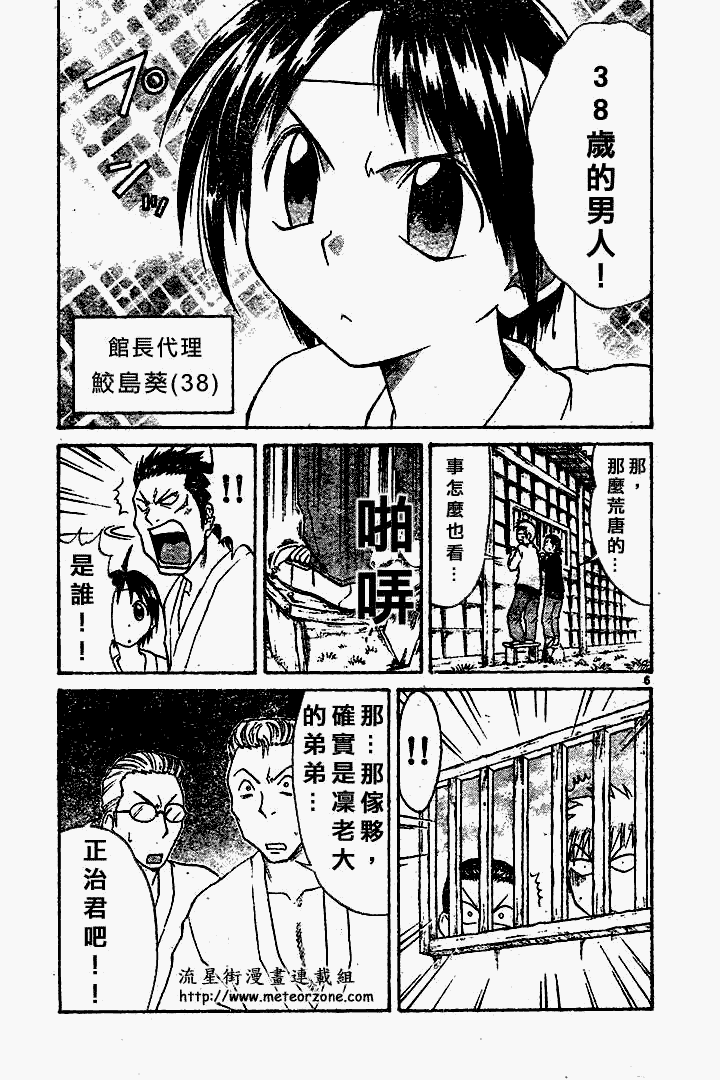 38歲的男人！
プ
館長代理
鮫島葵(38)
那，
那麼荒唐的…
事怎麼也看…
啪
哢
！！
是誰！！
6
！！
那…那傢夥，
確實是凜老大
的弟弟…
正治君吧！！
流星街漫畫連載組
http://www.meteorzone.com